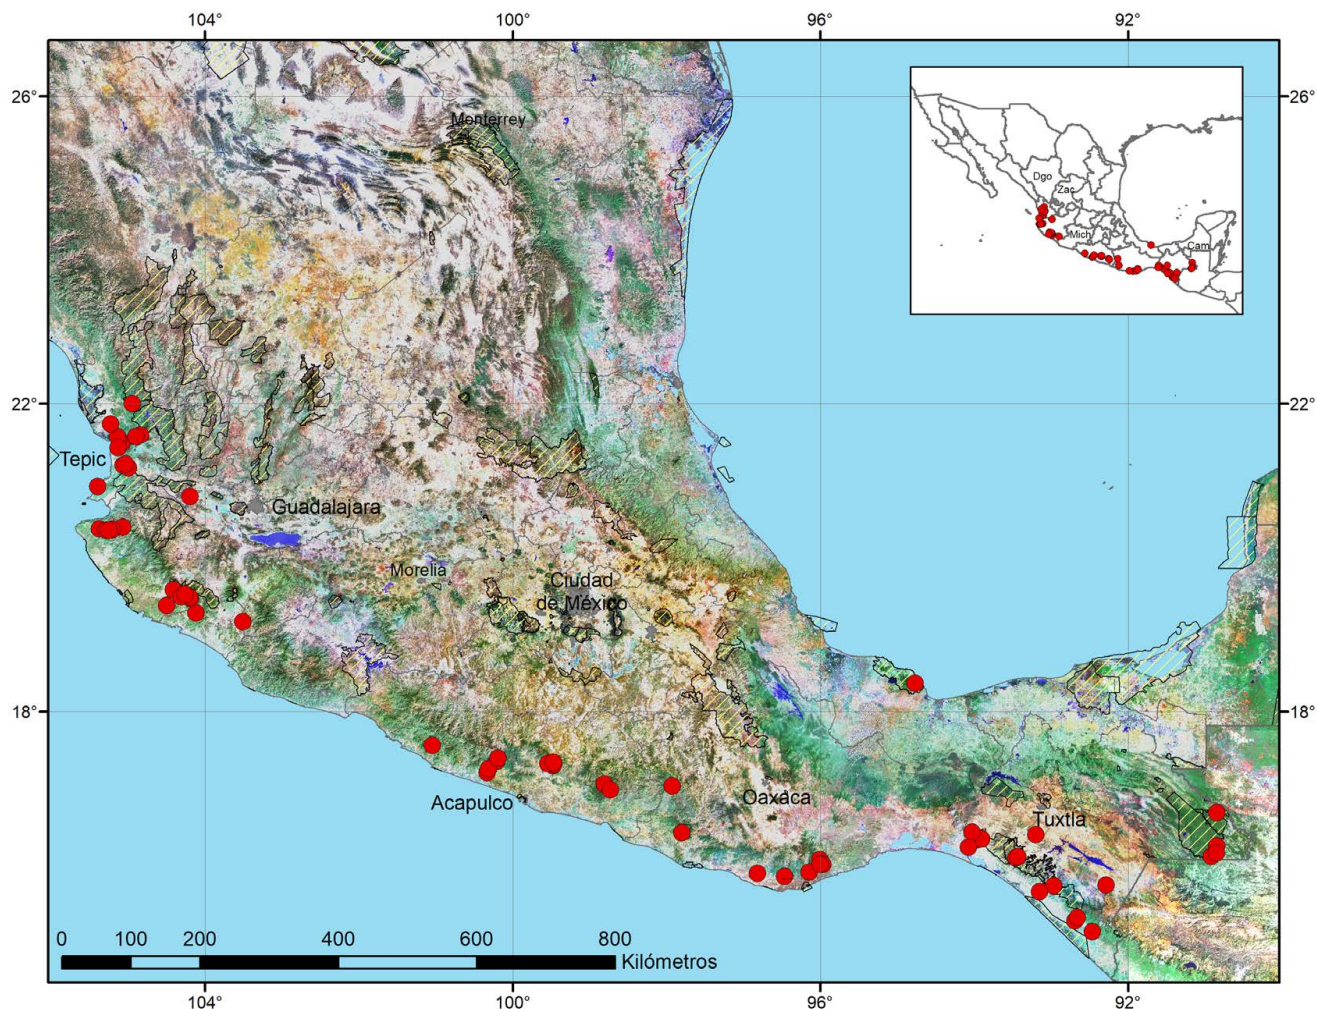 104° 100° 96° 92°
26° 26°
Monterrey
Dgo
Zac
Mich
Cam
22° 22°
Tepic
Guadalajara
Morelia
Ciudad
de México
18° 18°
Acapulco
Oaxaca
Tuxtla
0 100 200 400 600 800
Kilómetros
104° 100° 96° 92°